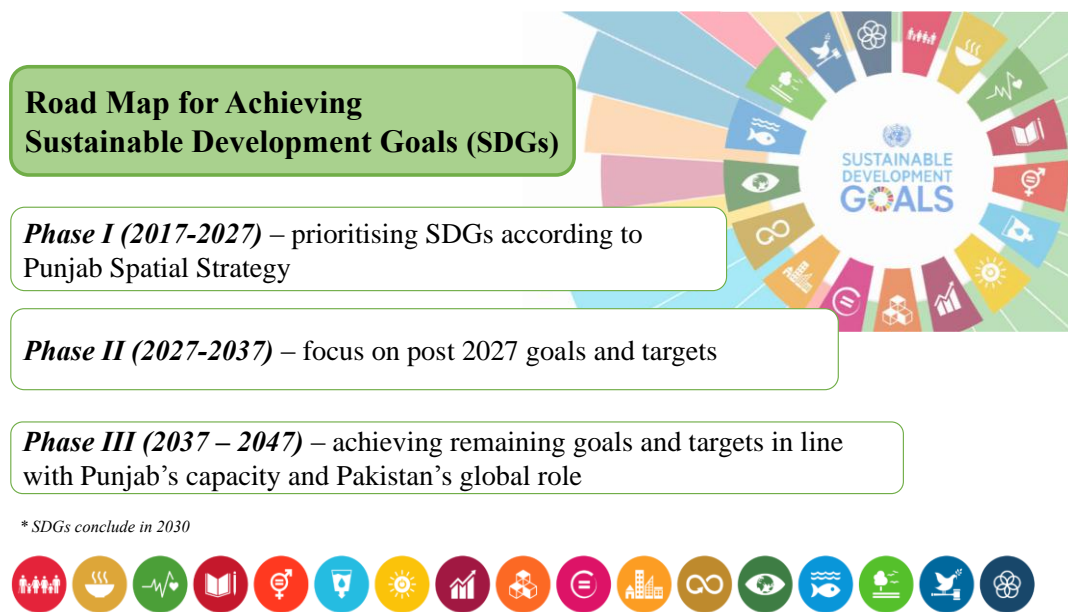 Road Map for Achieving
Sustainable Development Goals (SDGs)
SUSTAINABLE
DEVELOPMENT
GOALS
Phase I (2017-2027) – prioritising SDGs according to
Punjab Spatial Strategy
Phase II (2027-2037) – focus on post 2027 goals and targets
Phase III (2037 – 2047) – achieving remaining goals and targets in line
with Punjab’s capacity and Pakistan’s global role
* SDGs conclude in 2030